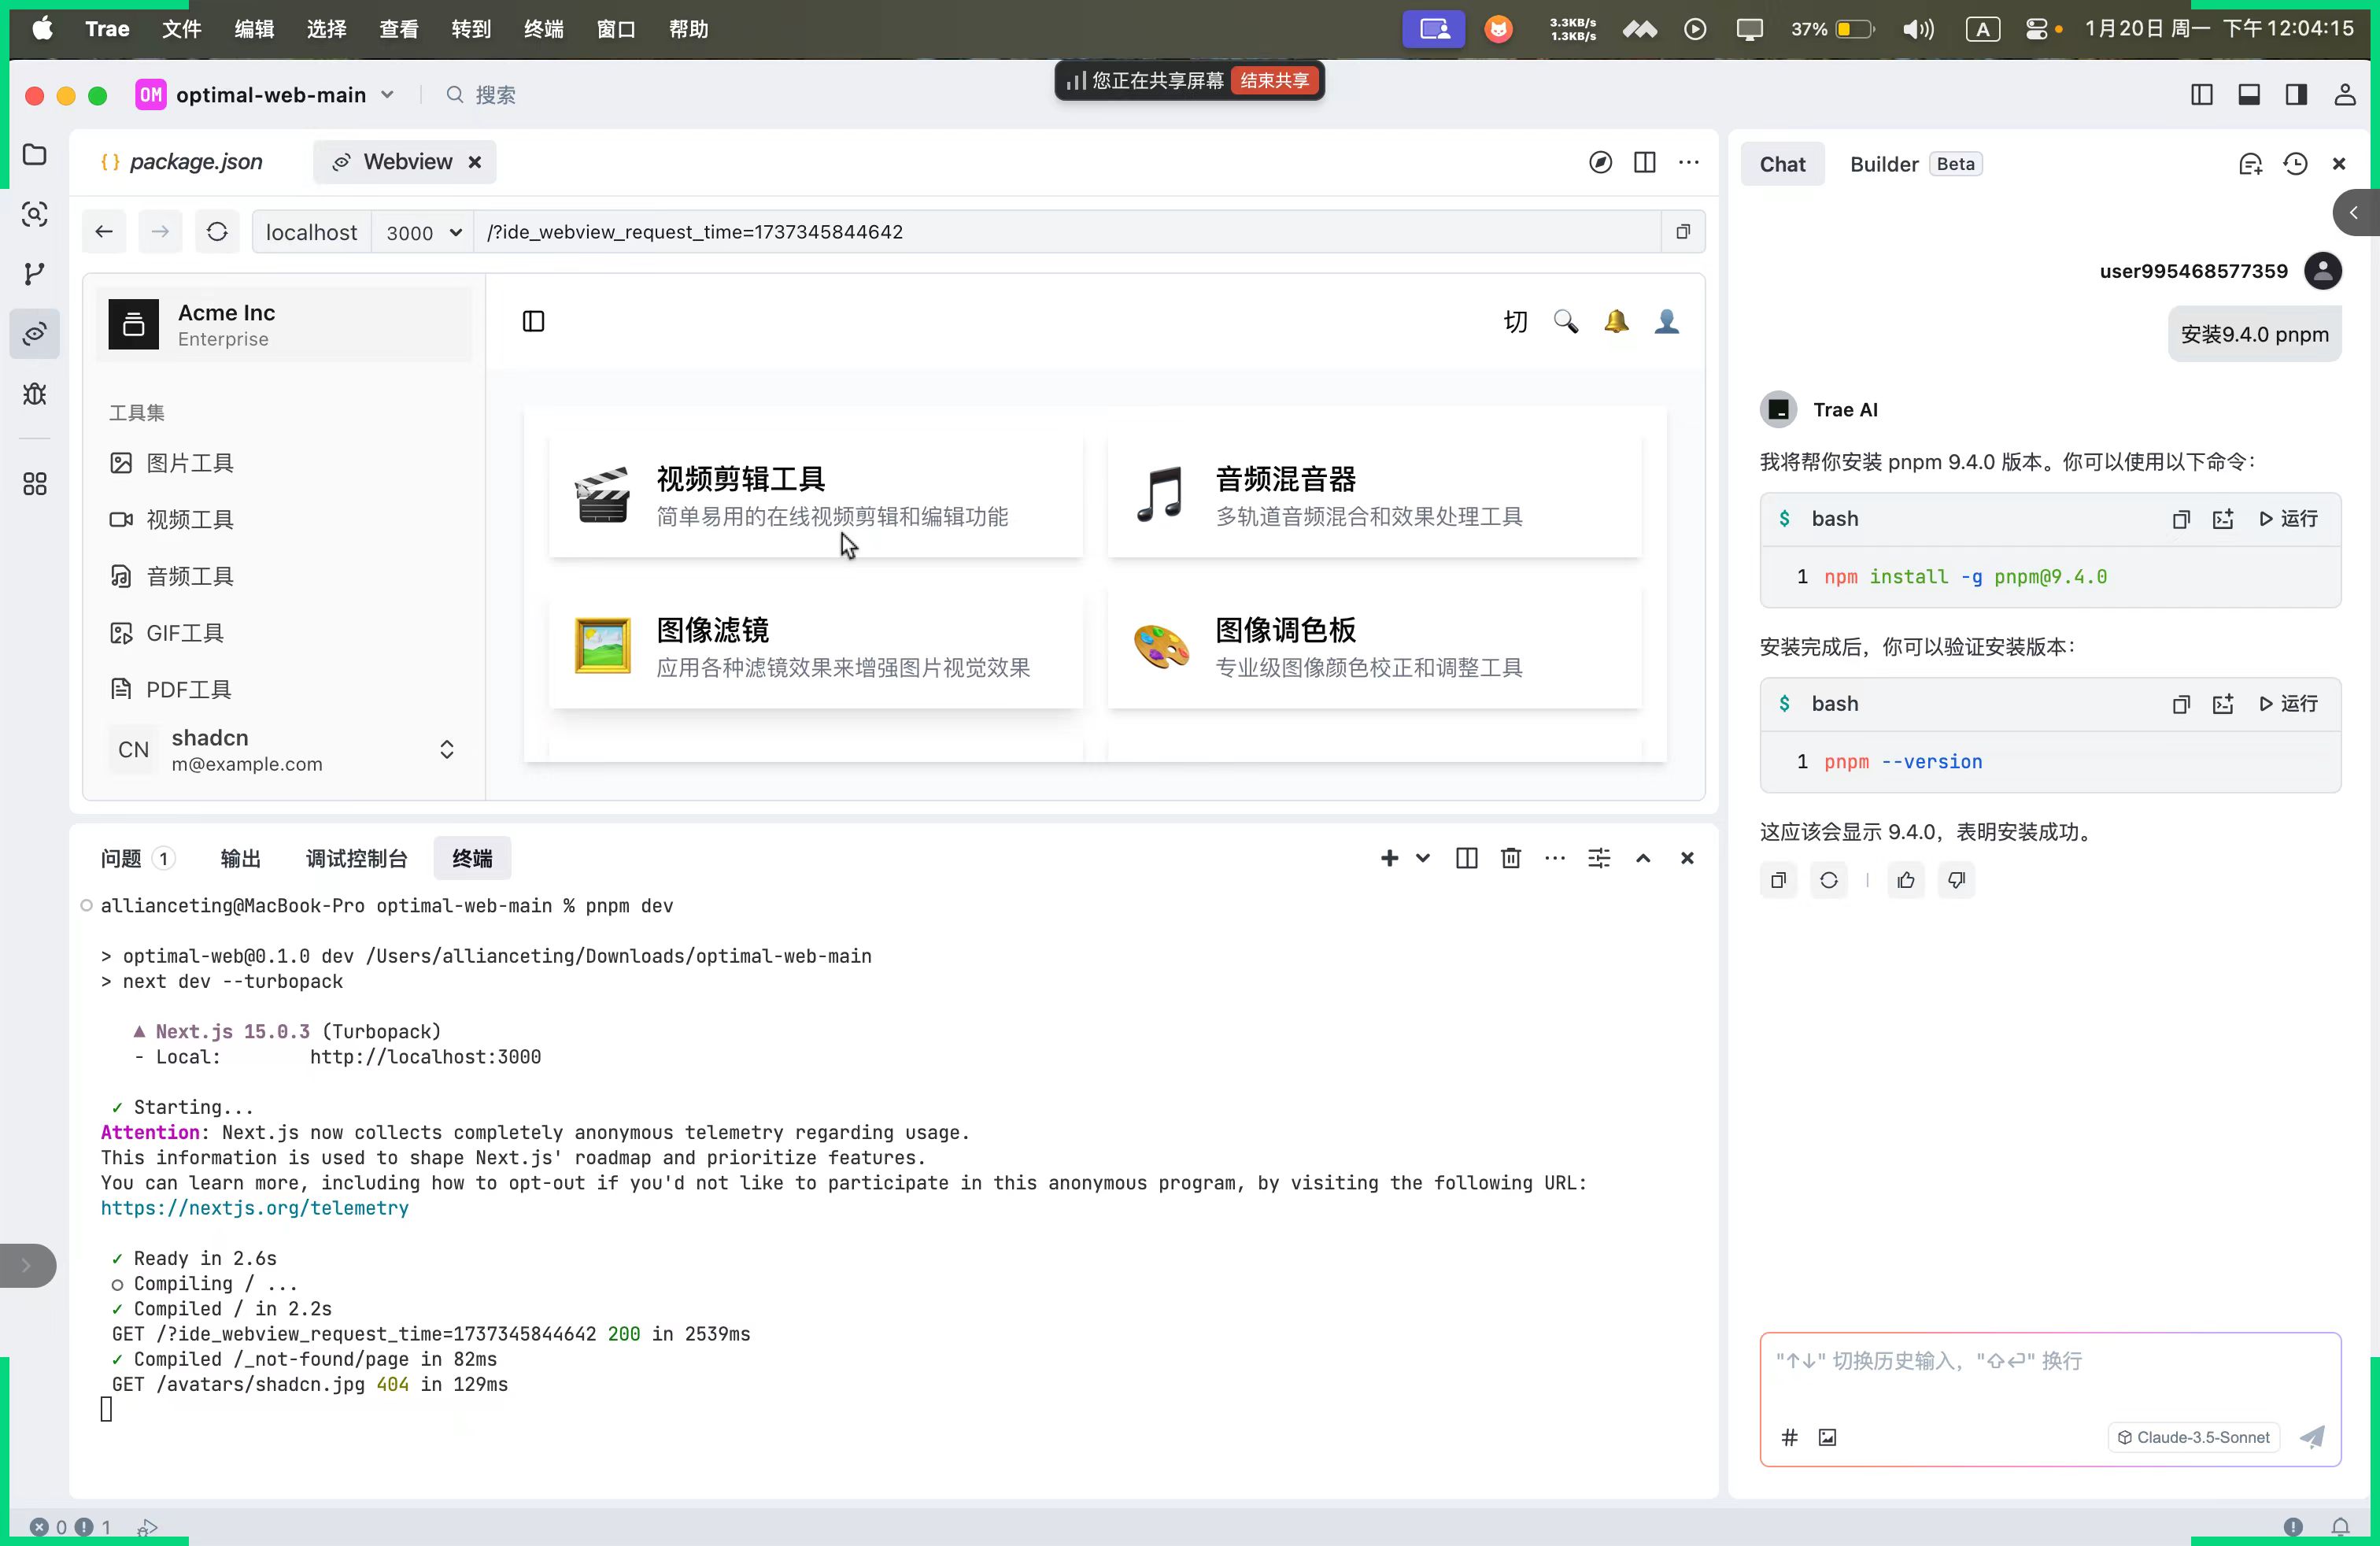 Trae 文件 编辑 选择 查看 转到 终端 窗口 帮助
3.3KB/s
1.3KB/s
37%
A
1月20日 周一 下午12:04:15
您正在共享屏幕 结束共享
OM optimal-web-main
搜索
{} package.json
Webview
localhost 3000 /?ide_webview_request_time=1737345844642
Acme Inc
Enterprise
工具集
图片工具
视频工具
音频工具
GIF工具
PDF工具
CN
shadcn
m@example.com
切
视频剪辑工具
简单易用的在线视频剪辑和编辑功能
音频混音器
多轨道音频混合和效果处理工具
图像滤镜
应用各种滤镜效果来增强图片视觉效果
图像调色板
专业级图像颜色校正和调整工具
问题 1 输出 调试控制台 终端
allianceting@MacBook-Pro optimal-web-main % pnpm dev
> optimal-web@0.1.0 dev /Users/allianceting/Downloads/optimal-web-main
> next dev --turbopack
▲ Next.js 15.0.3 (Turbopack)
- Local: http://localhost:3000
✓ Starting...
Attention: Next.js now collects completely anonymous telemetry regarding usage.
This information is used to shape Next.js' roadmap and prioritize features.
You can learn more, including how to opt-out if you'd not like to participate in this anonymous program, by visiting the following URL:
https://nextjs.org/telemetry
✓ Ready in 2.6s
○ Compiling / ...
✓ Compiled / in 2.2s
GET /?ide_webview_request_time=1737345844642 200 in 2539ms
✓ Compiled /_not-found/page in 82ms
GET /avatars/shadcn.jpg 404 in 129ms
0 1
Chat Builder Beta
user995468577359
安装9.4.0 pnpm
Trae AI
我将帮你安装 pnpm 9.4.0 版本。你可以使用以下命令：
$ bash 运行
1 npm install -g pnpm@9.4.0
安装完成后，你可以验证安装版本：
$ bash 运行
1 pnpm --version
这应该会显示 9.4.0，表明安装成功。
"↑↓" 切换历史输入，"⇧⏎" 换行
# Claude-3.5-Sonnet